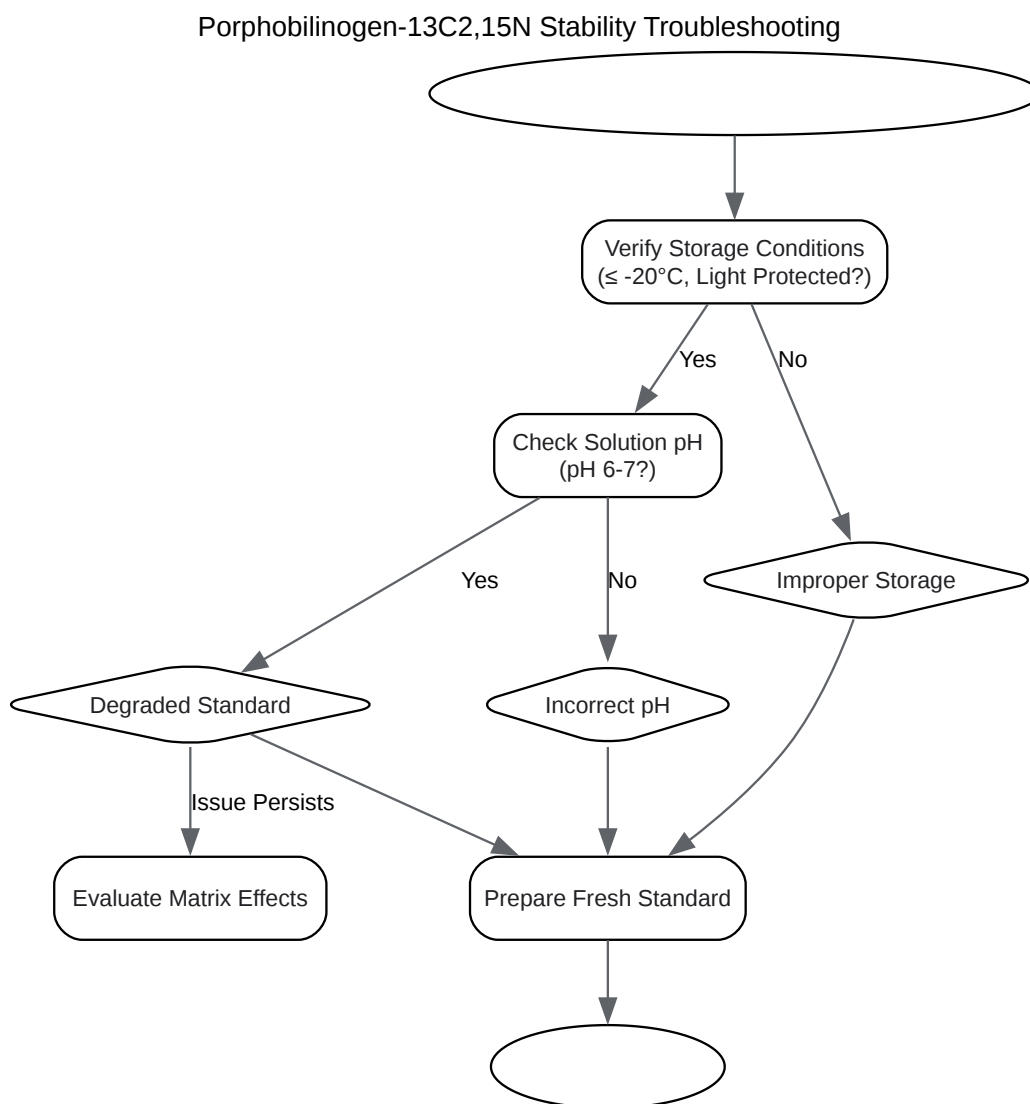 Porphobilinogen-13C2,15N Stability Troubleshooting
Verify Storage Conditions
(≤ -20°C, Light Protected?)
Yes
No
Check Solution pH
(pH 6-7?)
Yes
No
Improper Storage
Degraded Standard
Incorrect pH
Issue Persists
Evaluate Matrix Effects
Prepare Fresh Standard